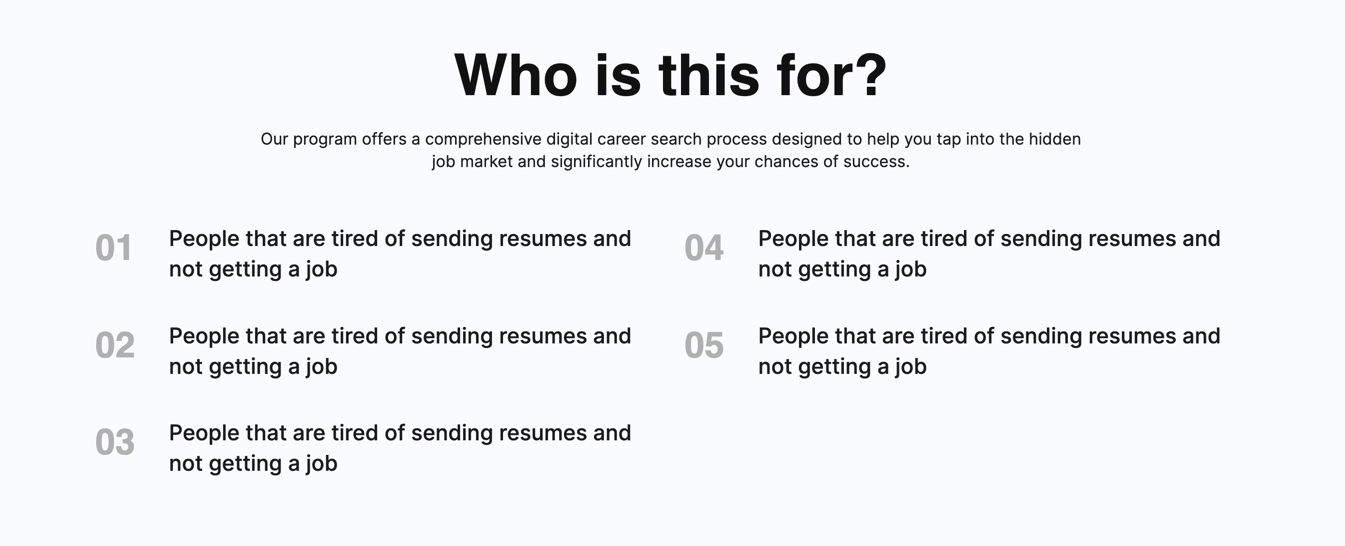 Who is this for?
Our program offers a comprehensive digital career search process designed to help you tap into the hidden
job market and significantly increase your chances of success.
01
People that are tired of sending resumes and
not getting a job
02
People that are tired of sending resumes and
not getting a job
03
People that are tired of sending resumes and
not getting a job
04
People that are tired of sending resumes and
not getting a job
05
People that are tired of sending resumes and
not getting a job